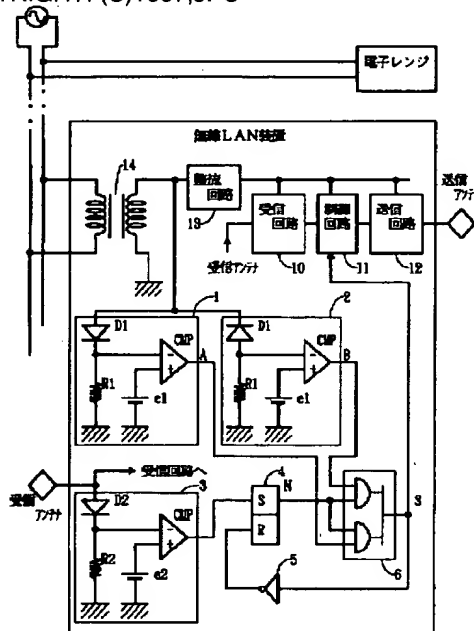 電子レンジ
無線LAN装置
14
整流
回路
13
受信
回路
10
制御
回路
11
送信
回路
12
送信
アンテ
受信アンテナ
1
D1
CMP
A
R1
e1
2
D1
CMP
B
R1
e1
受信回路へ
受信
アンテナ
3
D2
CMP
R2
e2
4
S
R
N
5
6
S